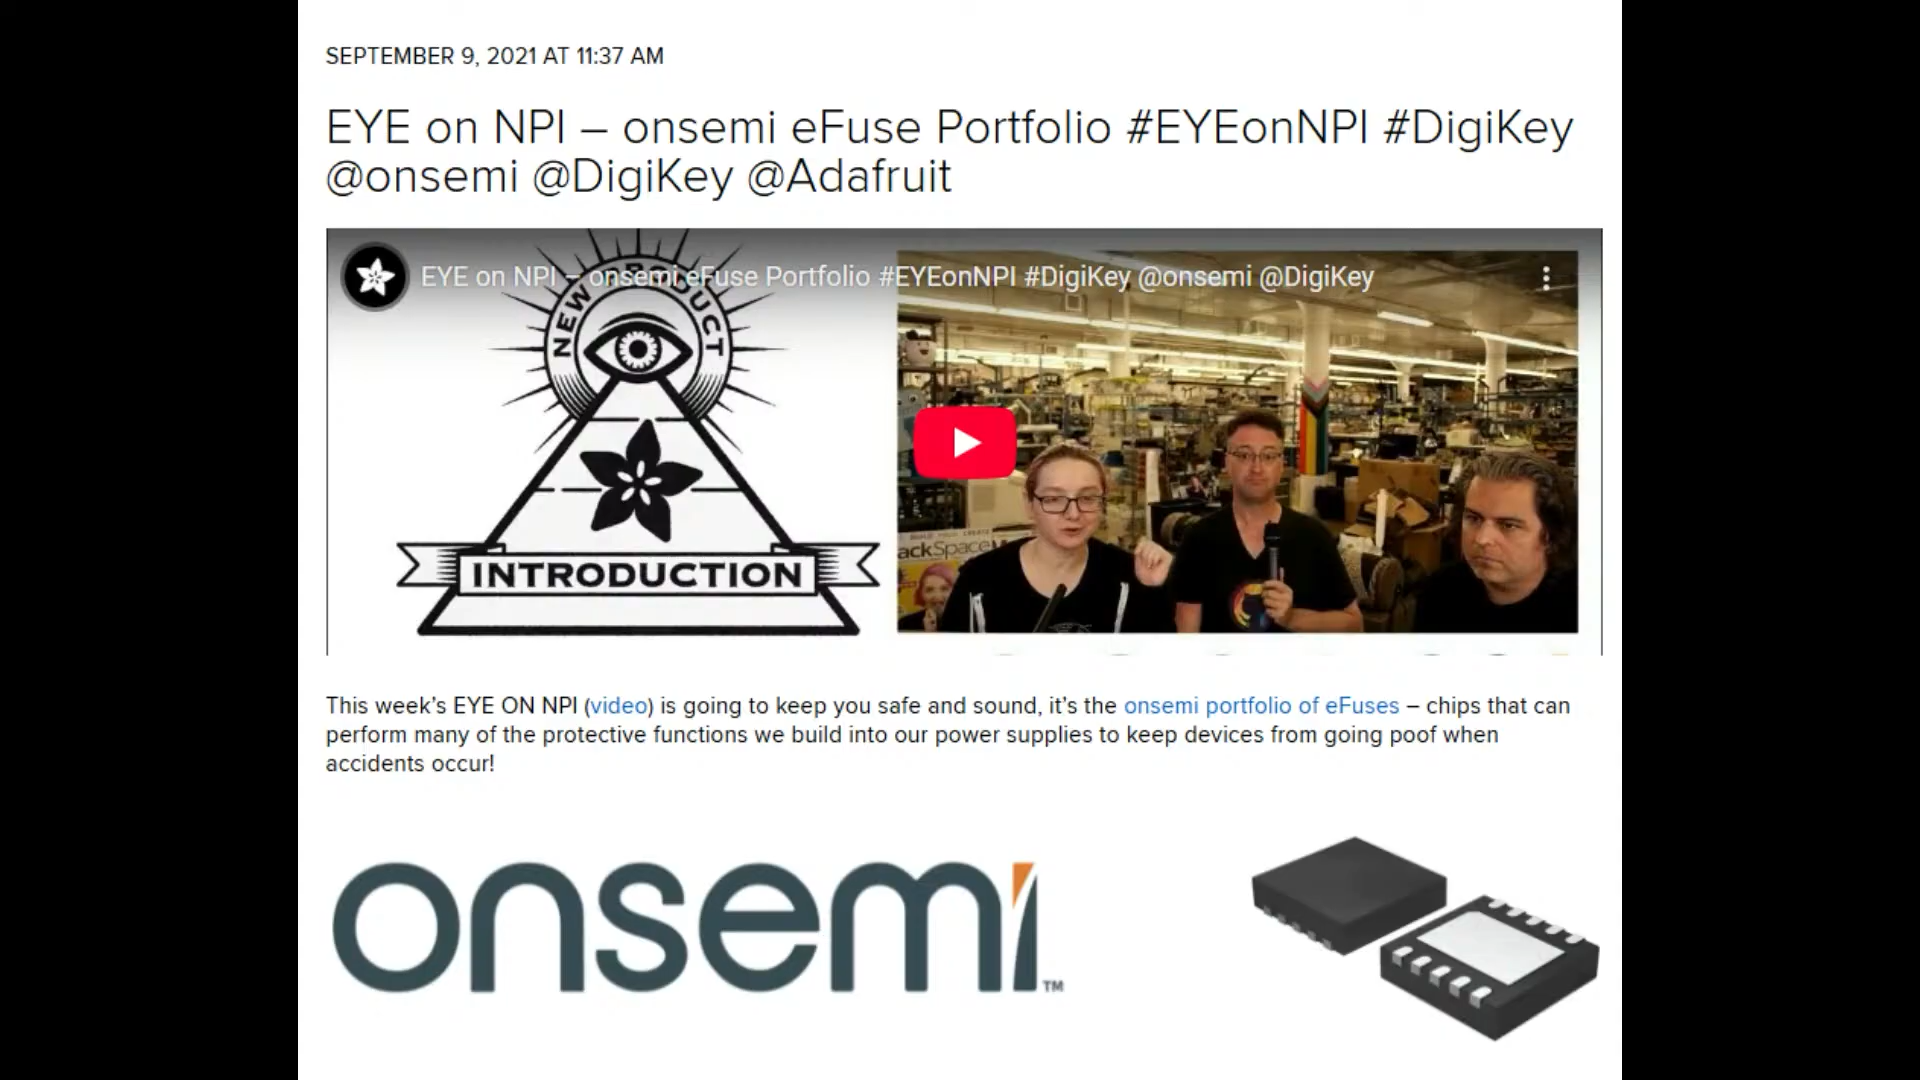 SEPTEMBER 9, 2021 AT 11:37 AM
EYE on NPI – onsemi eFuse Portfolio #EYEonNPI #DigiKey
@onsemi @DigiKey @Adafruit
EYE on NPI – onsemi eFuse Portfolio #EYEonNPI #DigiKey @onsemi @DigiKey
NEW PRODUCT
INTRODUCTION
ackSpace
This week's EYE ON NPI (video) is going to keep you safe and sound, it's the onsemi portfolio of eFuses – chips that can
perform many of the protective functions we build into our power supplies to keep devices from going poof when
accidents occur!
onsemi™